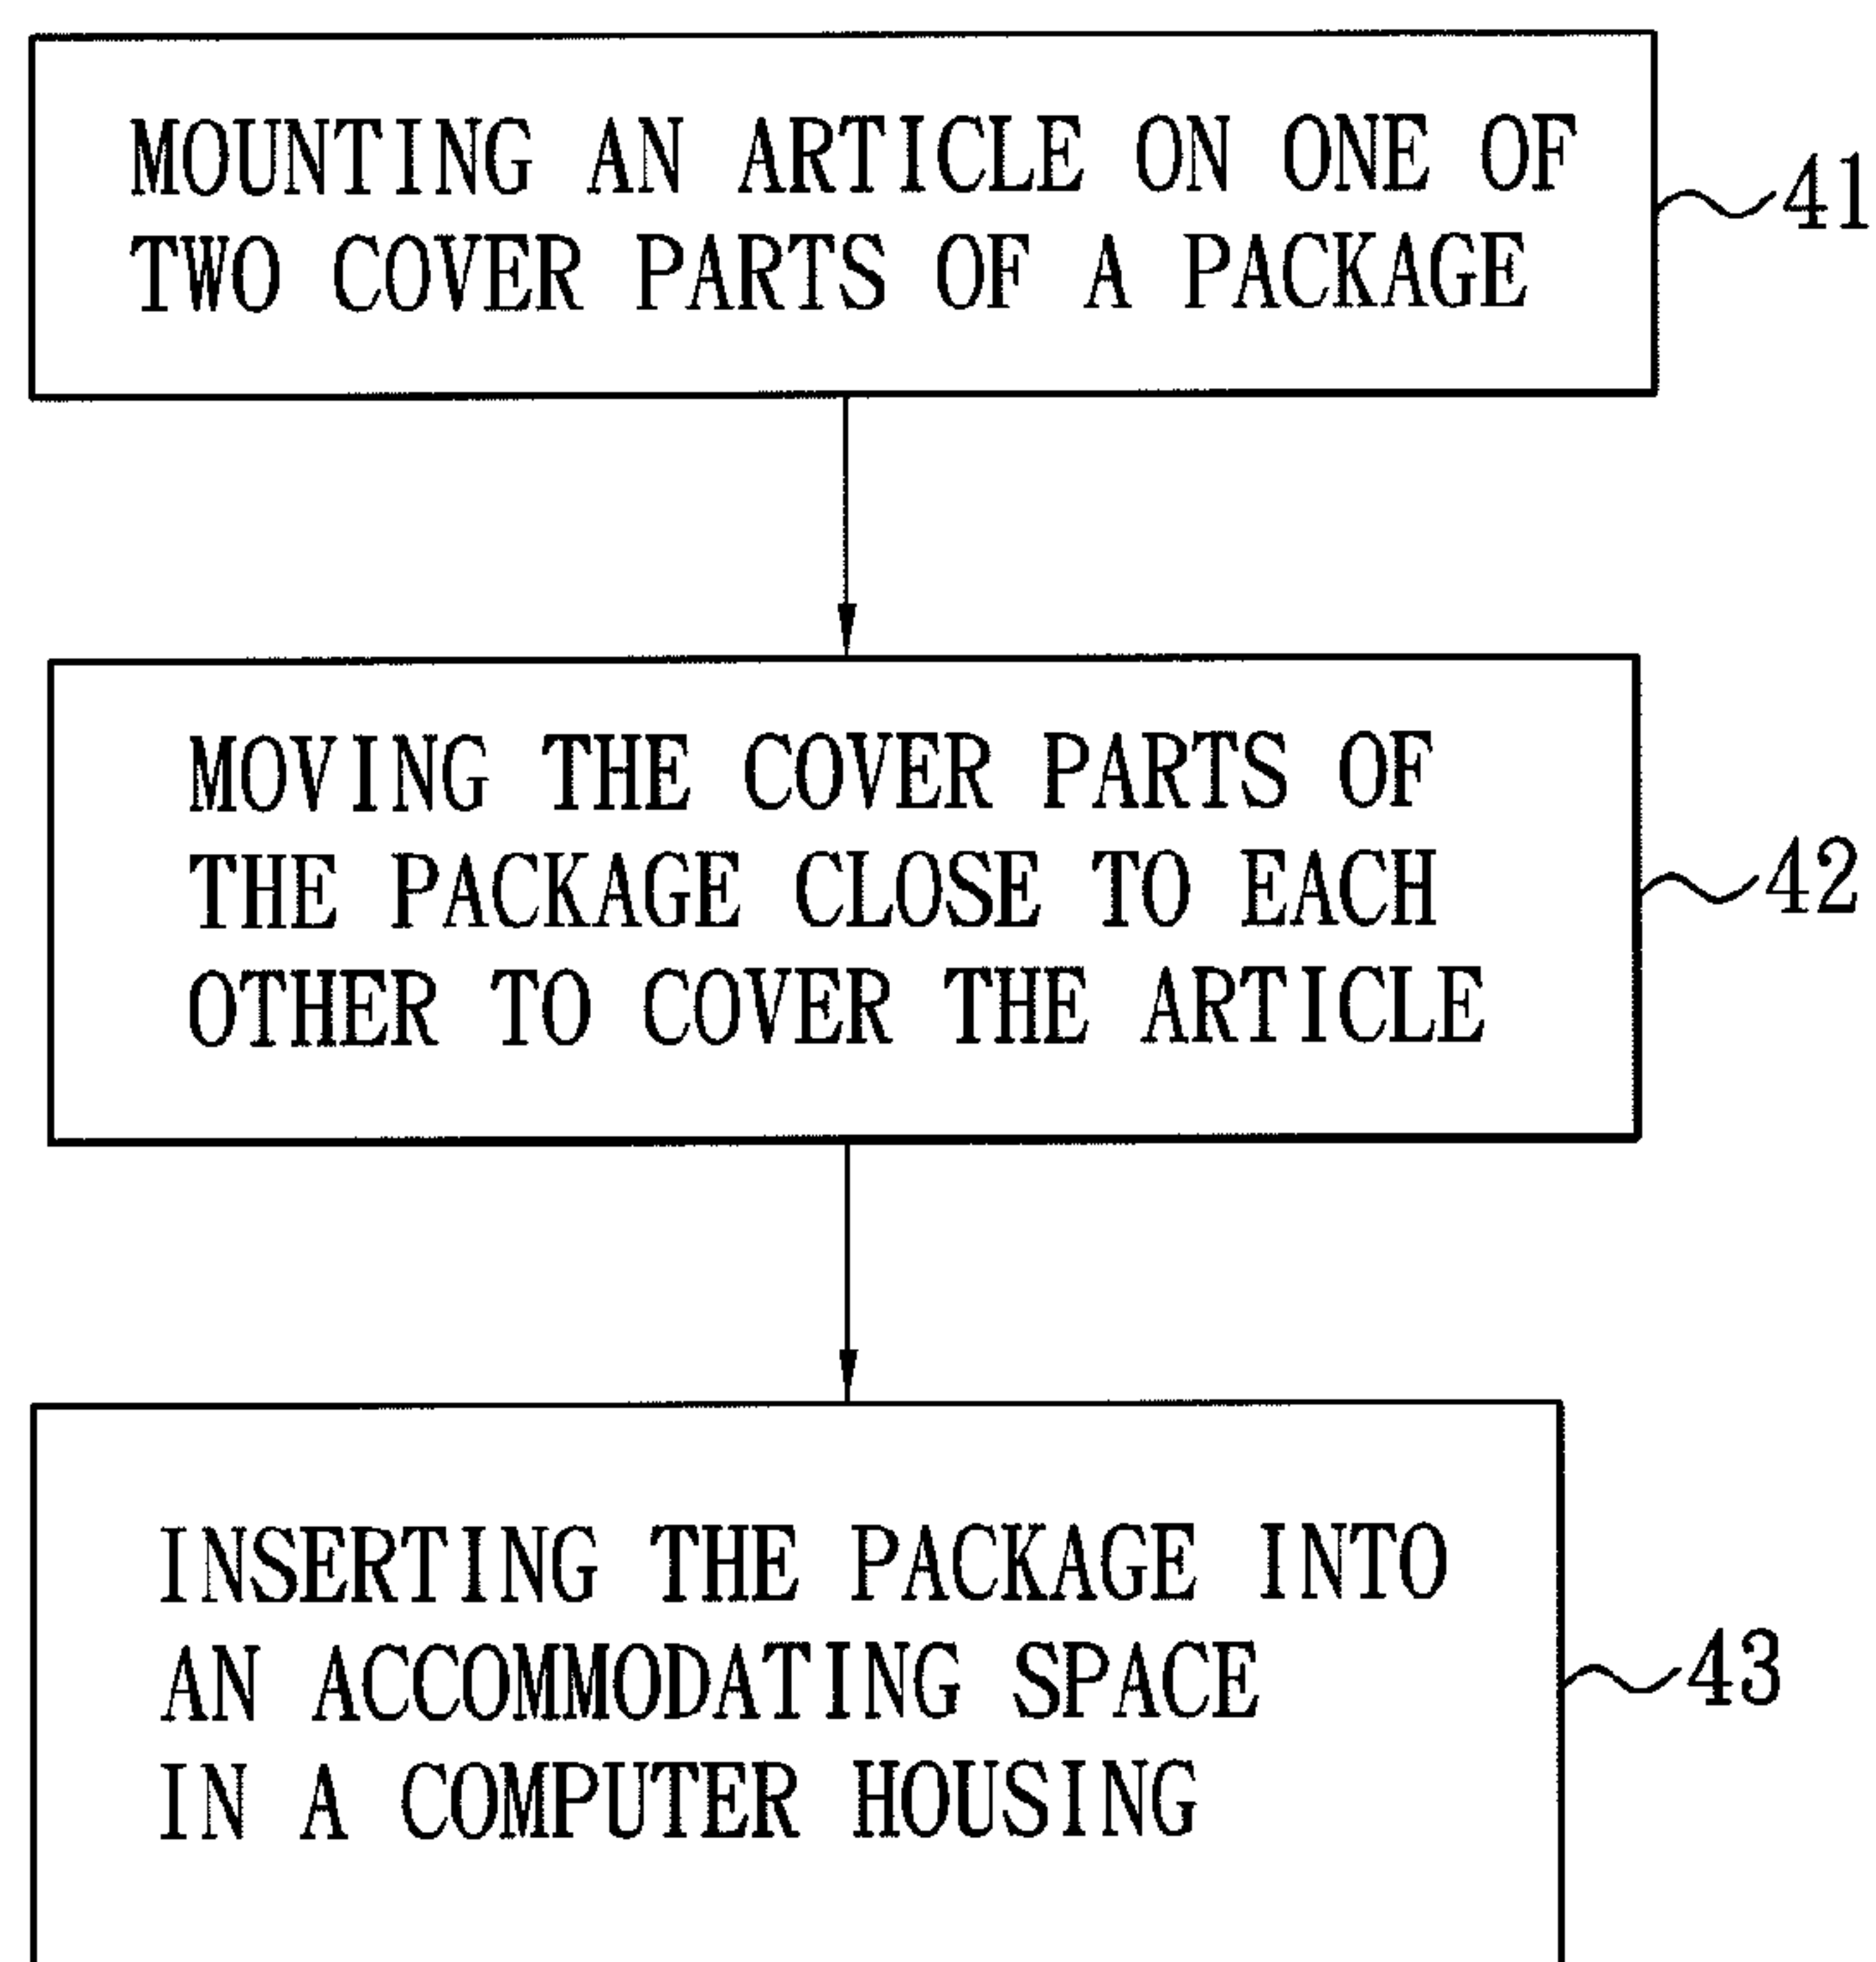 MOUNTING AN ARTICLE ON ONE OF
TWO COVER PARTS OF A PACKAGE
41
MOVING THE COVER PARTS OF
THE PACKAGE CLOSE TO EACH
OTHER TO COVER THE ARTICLE
42
INSERTING THE PACKAGE INTO
AN ACCOMMODATING SPACE
IN A COMPUTER HOUSING
43